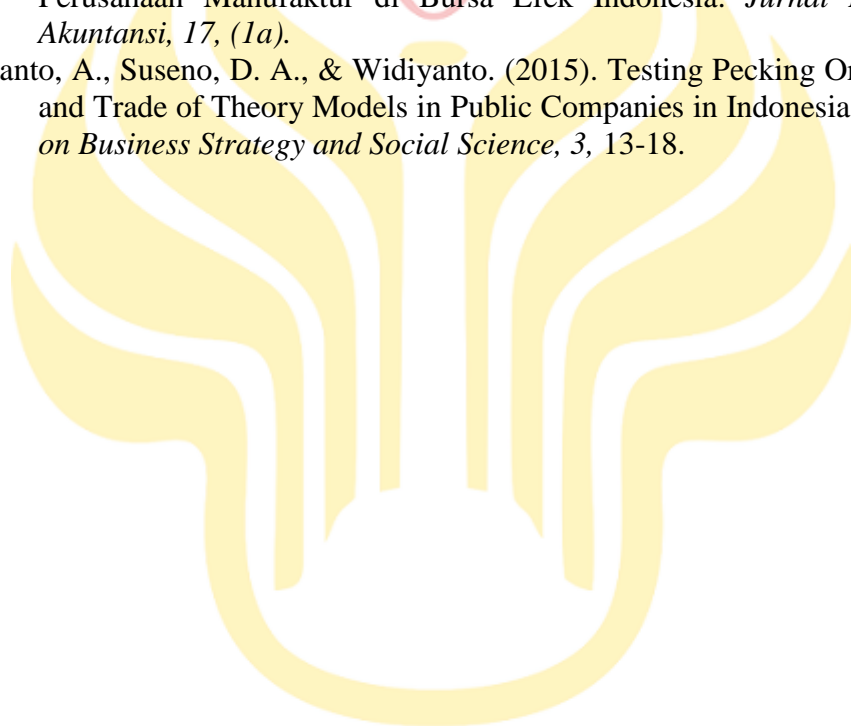 Perusahaan Manufaktur di Bursa Efek Indonesia. Jurnal
Akuntansi, 17, (1a).
anto, A., Suseno, D. A., & Widiyanto. (2015). Testing Pecking Or
and Trade of Theory Models in Public Companies in Indonesia
on Business Strategy and Social Science, 3, 13-18.